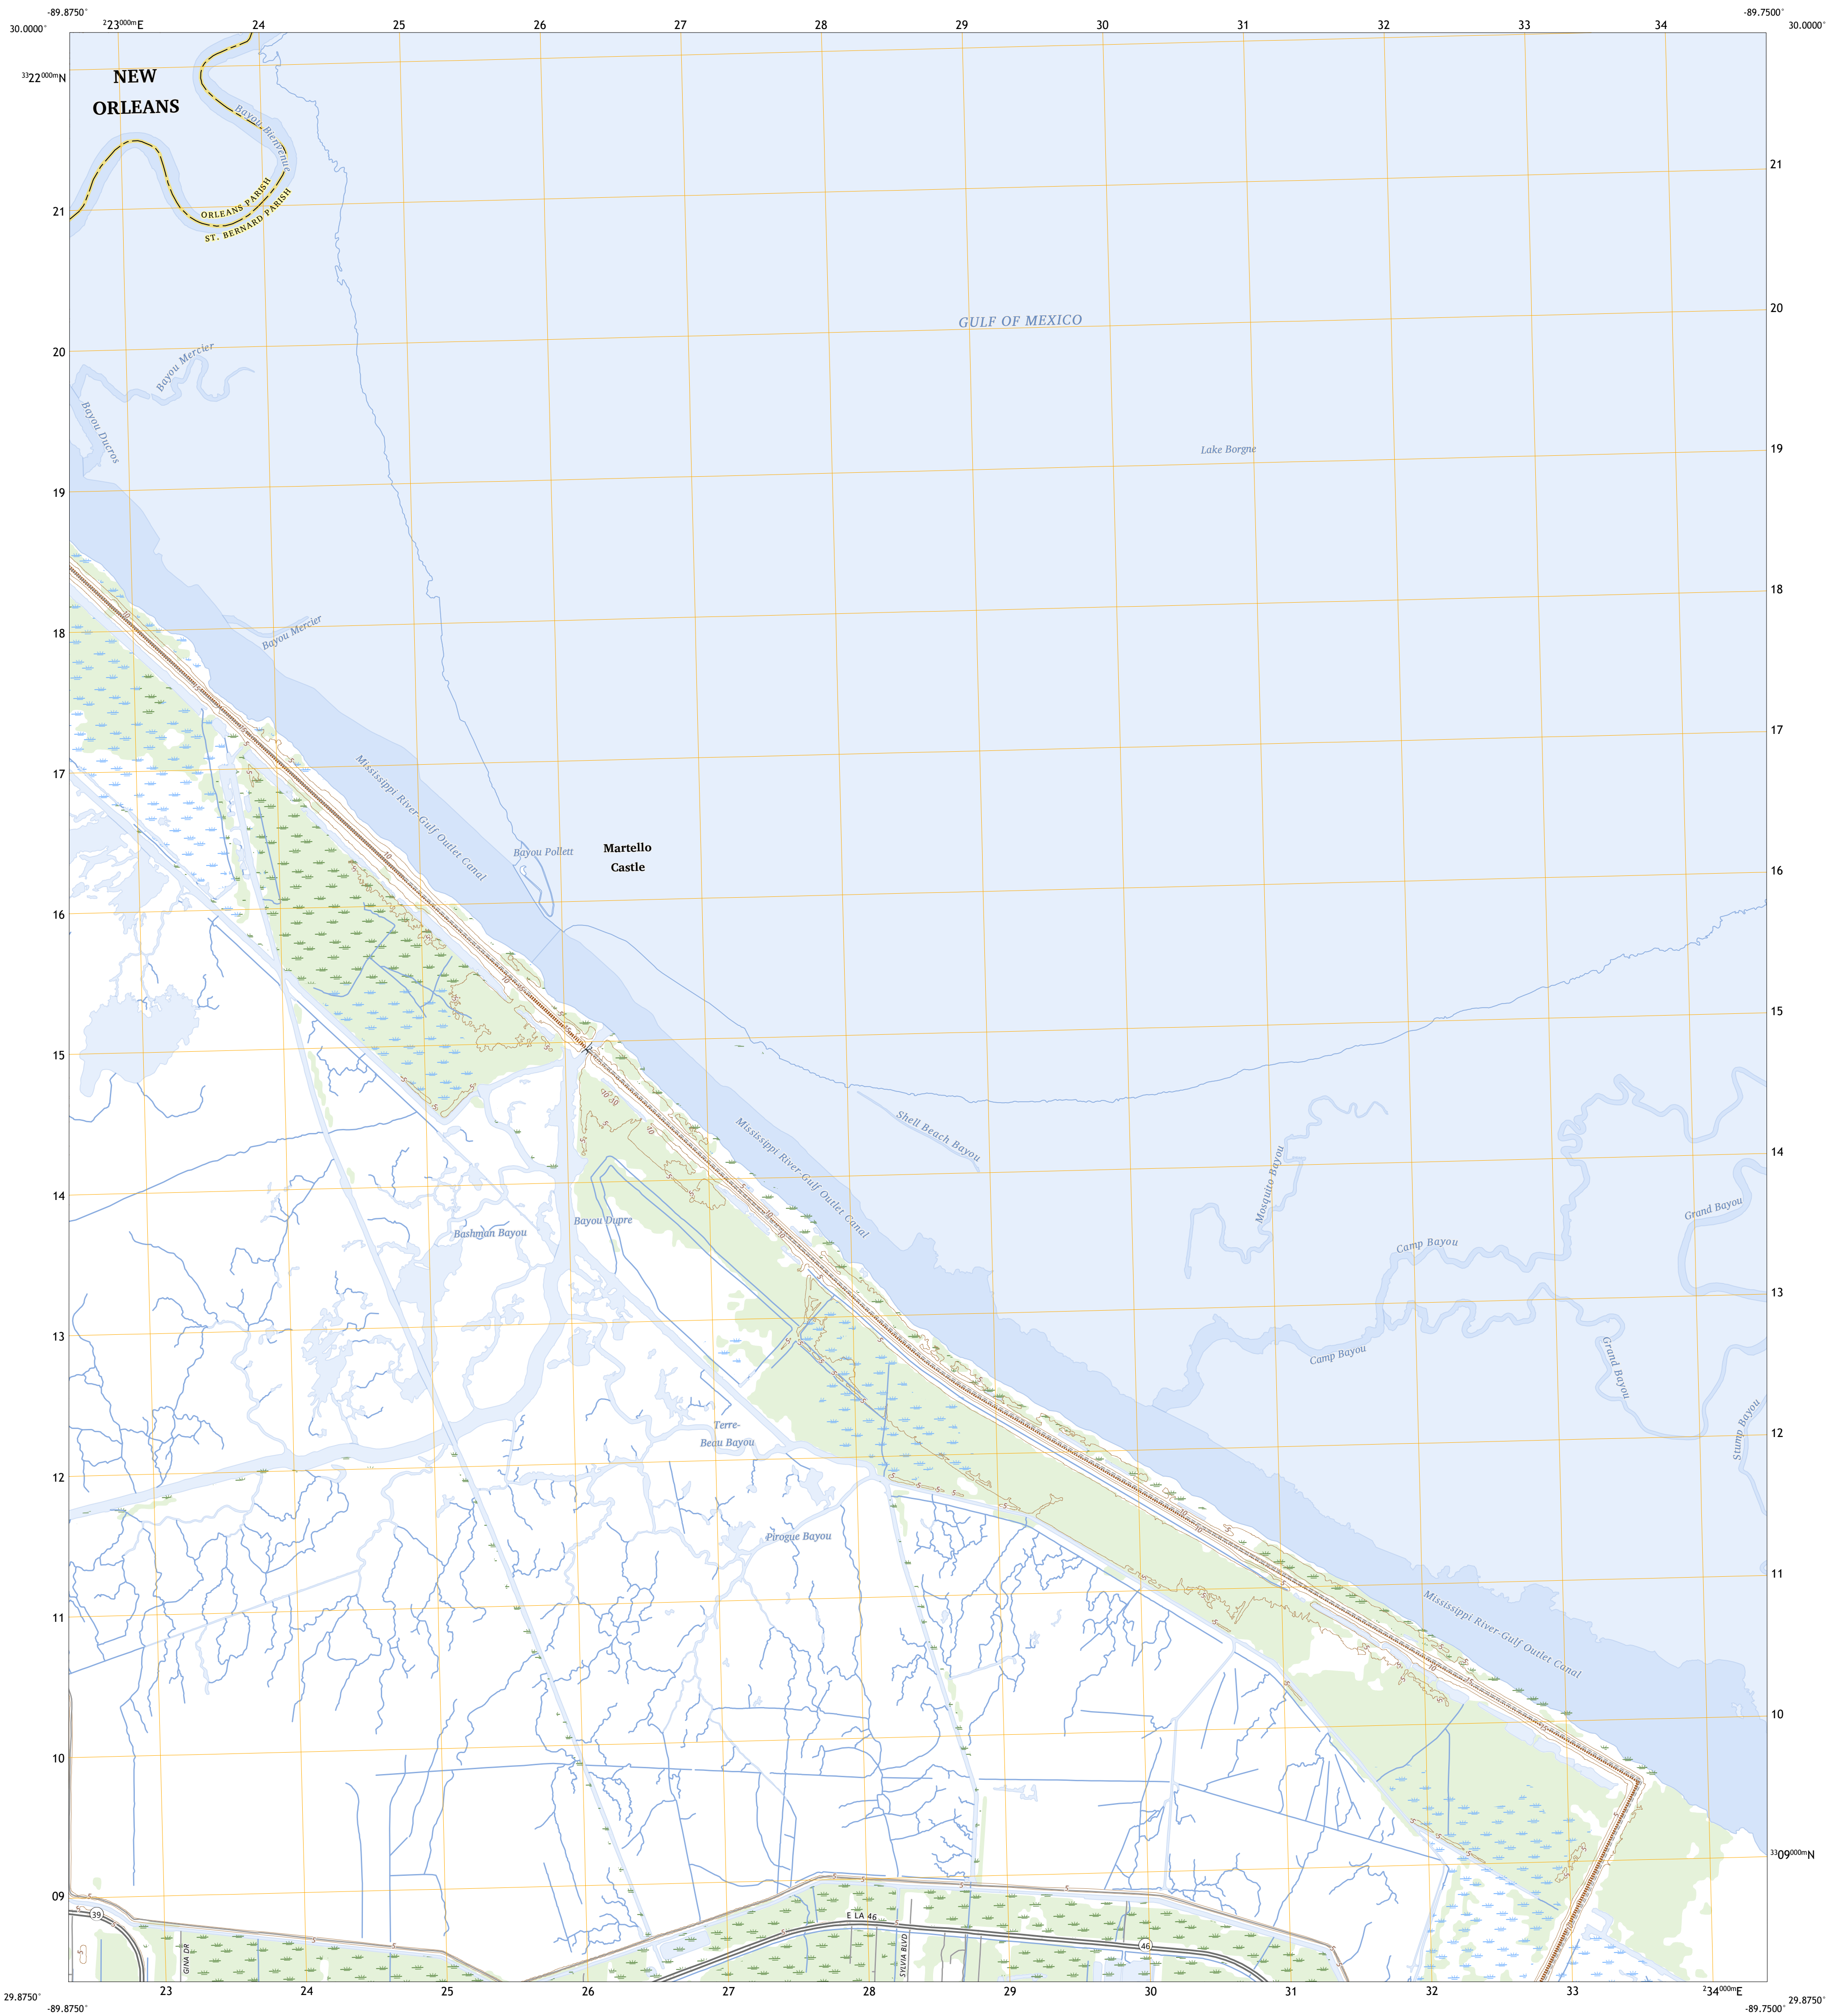 -89.8750°
-89.7500°
30.0000°
²23⁰⁰⁰ᵐE
24
25
26
27
28
29
30
31
32
33
34
30.0000°
³³22⁰⁰⁰ᵐN
NEW
ORLEANS
Bayou Bienvenue
21
ORLEANS PARISH
ST. BERNARD PARISH
21
20
GULF OF MEXICO
20
Bayou Mercier
Bayou Ducros
19
Lake Borgne
19
18
18
Bayou Mercier
17
17
Mississippi River-Gulf Outlet Canal
Bayou Pollett
Martello
Castle
16
16
15
15
Mississippi River-Gulf Outlet Canal
Shell Beach Bayou
14
Mosquito Bayou
14
Bashman Bayou
Bayou Dupre
Camp Bayou
Grand Bayou
13
13
Camp Bayou
Grand Bayou
Terre-
Beau Bayou
Stump Bayou
12
12
Pirogue Bayou
11
11
Mississippi River-Gulf Outlet Canal
10
10
³³09⁰⁰⁰ᵐN
09
39
E LA 46
46
GINA DR
SYLVIA BLVD
29.8750°
23
24
25
26
27
28
29
30
31
32
33
²34⁰⁰⁰ᵐE
29.8750°
-89.8750°
-89.7500°